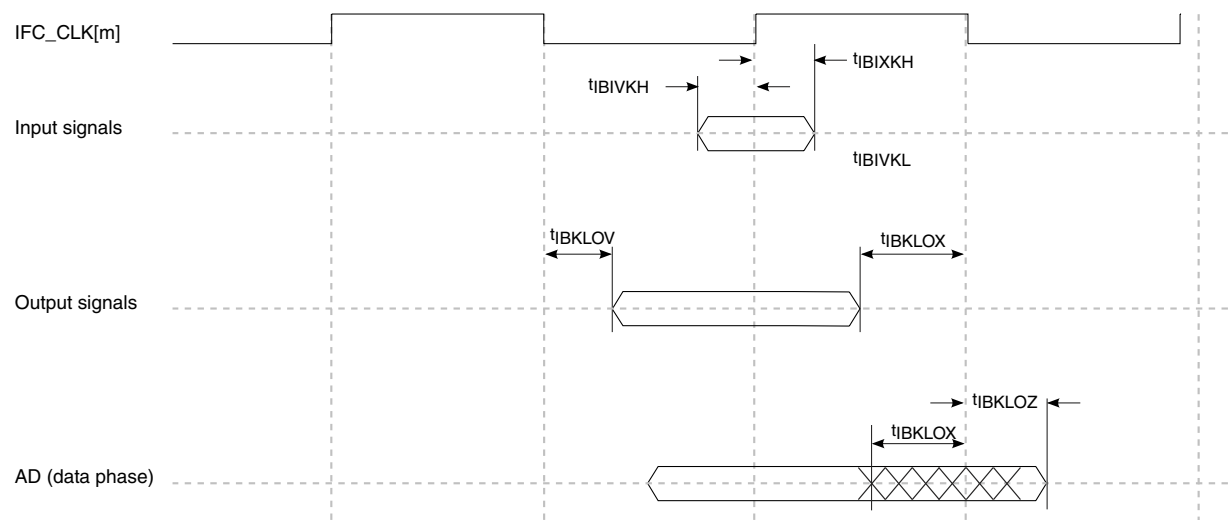 IFC_CLK[m]
tIBIXKH
tIBIVKH
Input signals
tIBIVKL
tIBKLOV
tIBKLOX
Output signals
tIBKLOZ
tIBKLOX
AD (data phase)